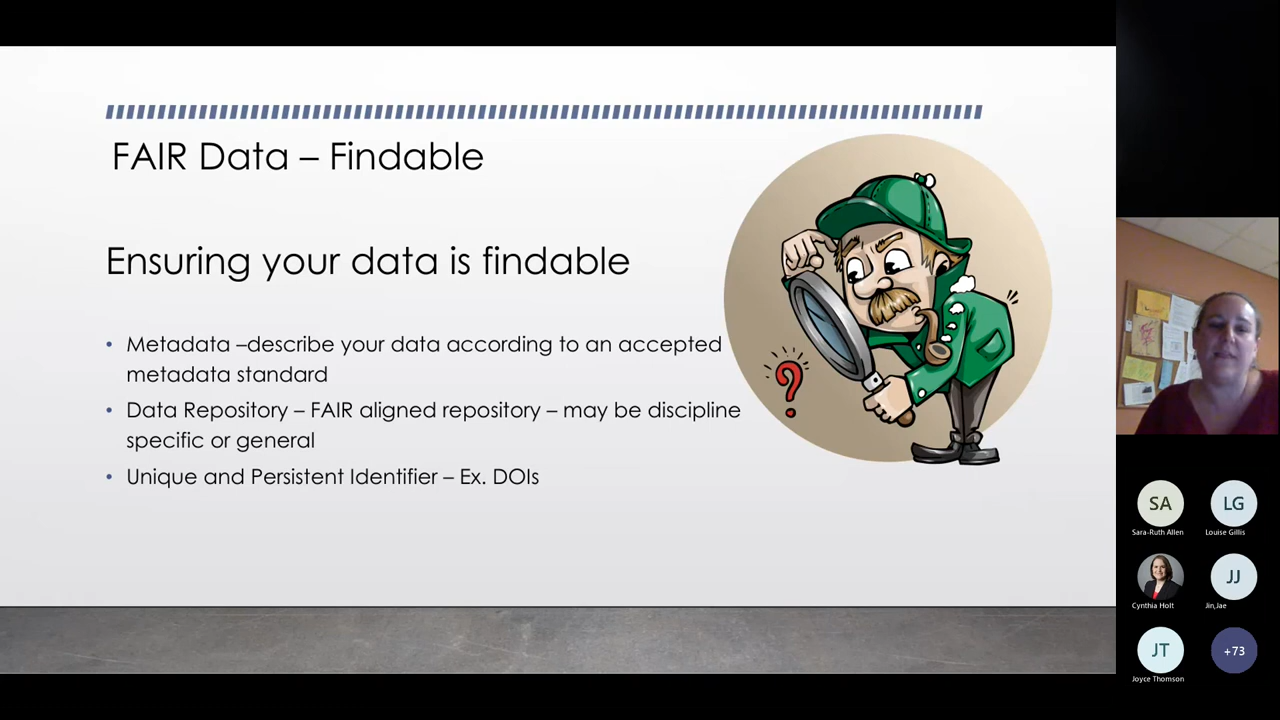 FAIR Data – Findable
Ensuring your data is findable
• Metadata –describe your data according to an accepted
metadata standard
• Data Repository – FAIR aligned repository – may be discipline
specific or general
• Unique and Persistent Identifier – Ex. DOIs
?
SA
LG
Sara-Ruth Allen
Louise Gillis
JJ
Cynthia Holt
Jin,Jae
JT
+73
Joyce Thomson